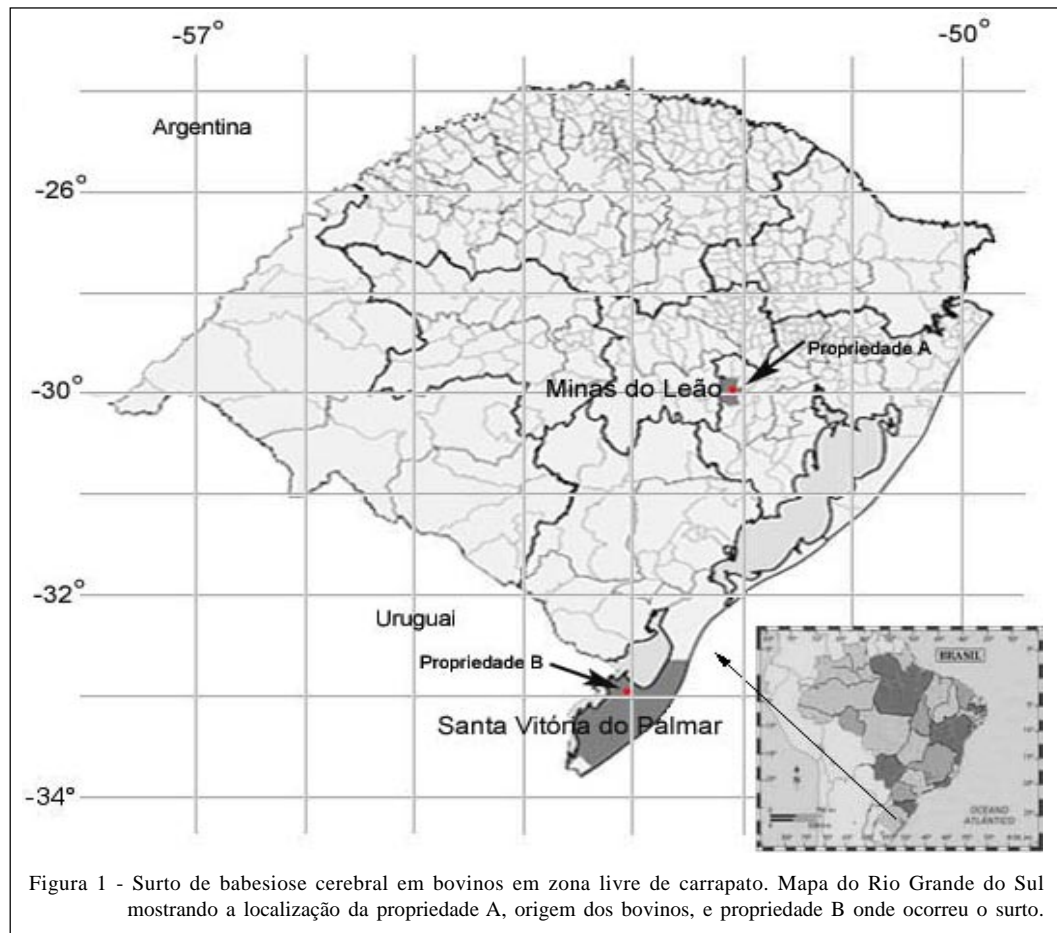 -57°
-50°
Argentina
-26°
Propriedade A
Minas do Leão
-30°
-32°
Uruguai
Propriedade B
BRASIL
Santa Vitória do Palmar
-34°
OCEANO
ATLÂNTICO
Figura 1 - Surto de babesiose cerebral em bovinos em zona livre de carrapato. Mapa do Rio Grande do Sul
mostrando a localização da propriedade A, origem dos bovinos, e propriedade B onde ocorreu o surto.